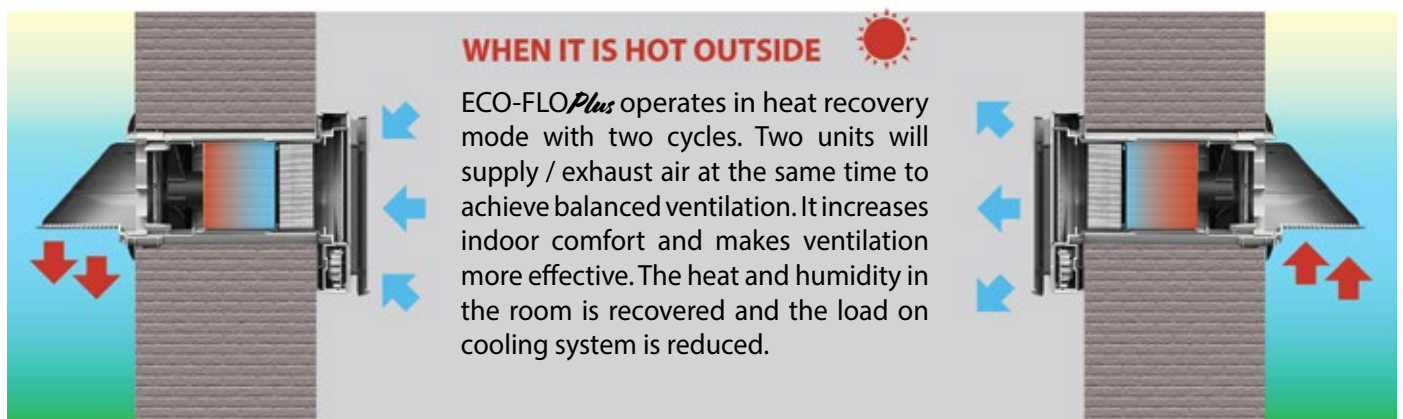 WHEN IT IS HOT OUTSIDE
ECO-FLOPlus operates in heat recovery
mode with two cycles. Two units will
supply / exhaust air at the same time to
achieve balanced ventilation. It increases
indoor comfort and makes ventilation
more effective. The heat and humidity in
the room is recovered and the load on
cooling system is reduced.